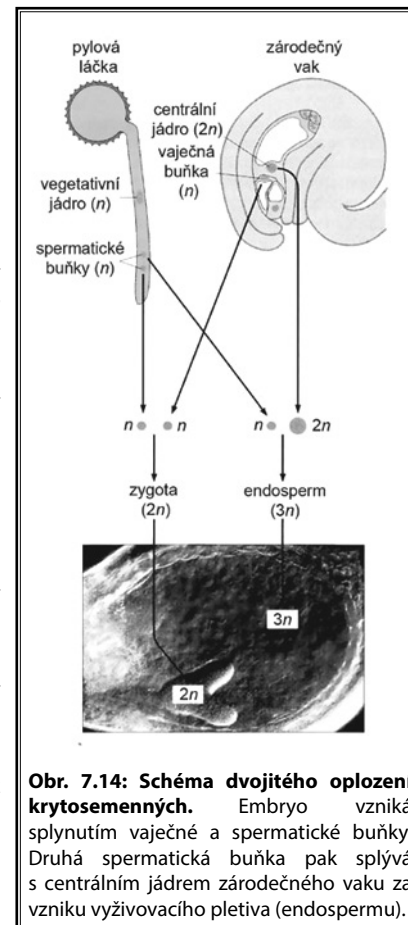 pylová
láčka
zárodečný
vak
centrální
jádro (2n)
vaječná
buňka
(n)
vegetativní
jádro (n)
spermatické
buňky (n)
n n n 2n
zygota
(2n)
endosperm
(3n)
3n
2n
Obr. 7.14: Schéma dvojitého oplození
krytosemenných. Embryo vzniká
splynutím vaječné a spermatické buňky
Druhá spermatická buňka pak splývá
s centrálním jádrem zárodečného vaku za
vzniku vyživovacího pletiva (endospermu).